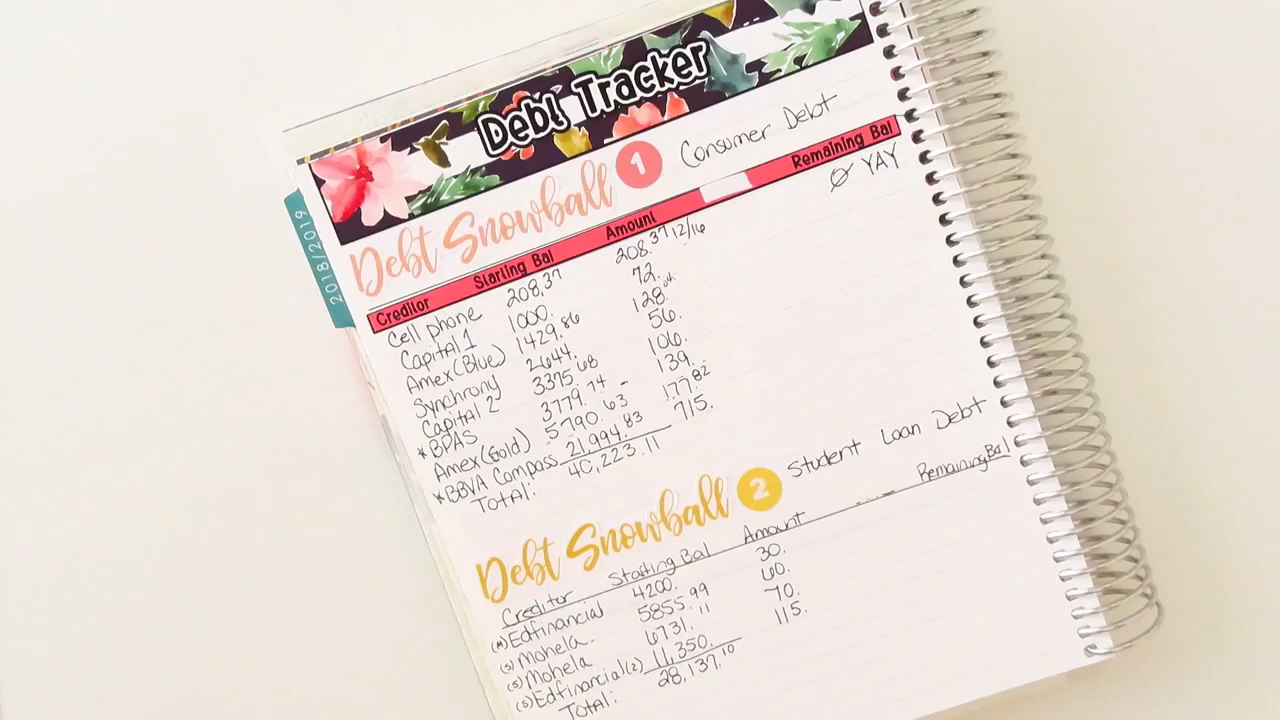 2018/2019
Debt Tracker
Debt Snowball 1 Consumer Debt
Creditor Starting Bal Amount Remaining Bal
Cell phone 208.37 208.37 12/16 Ø YAY
Capital 1 1000. 72.
Amex (Blue) 1429.86 128.04
Synchrony 2644. 56.
Capital 2 3375.68 106.
*BPAS 3779.74 139.
Amex (Gold) 5790.63 177.82
*BBVA Compass 21,994.83 715.
Total: 40,223.11
Debt Snowball 2 Student Loan Debt
Creditor Starting Bal Amount Remaining Bal
Edfinancial 4200. 30.
(S) Mohela. 5855.99 60.
(S) Mohela 6731.11 70.
(S) Edfinancial(2) 11,350. 115.
Total: 28,137.10